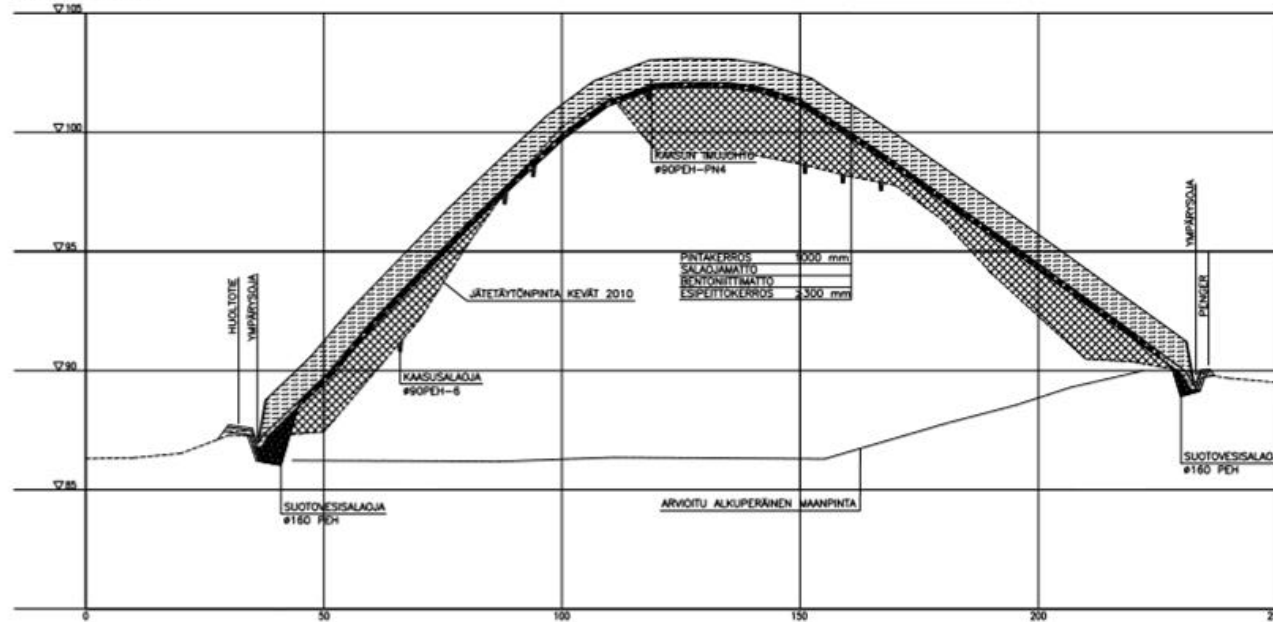 ▽105
▽100
▽95
▽90
▽85
HUOLTOTIE
YMPÄRYSOJA
KAASUN IMUJOHTO
ø90PEH-PN4
PINTAKERROS 1000 mm
SALAOJAMATTO
BENTONIITTIMATTO
ESIPEITTOKERROS ≥300 mm
JÄTETÄYTÖNPINTA KEVÄT 2010
KAASUSALAOJA
ø90PEH-6
YMPÄRYSOJA
PENGER
SUOTOVESISALAOJA
ø160 PEH
ARVIOITU ALKUPERÄINEN MAANPINTA
SUOTOVESISALAO
ø160 PEH
0 50 100 150 200 2